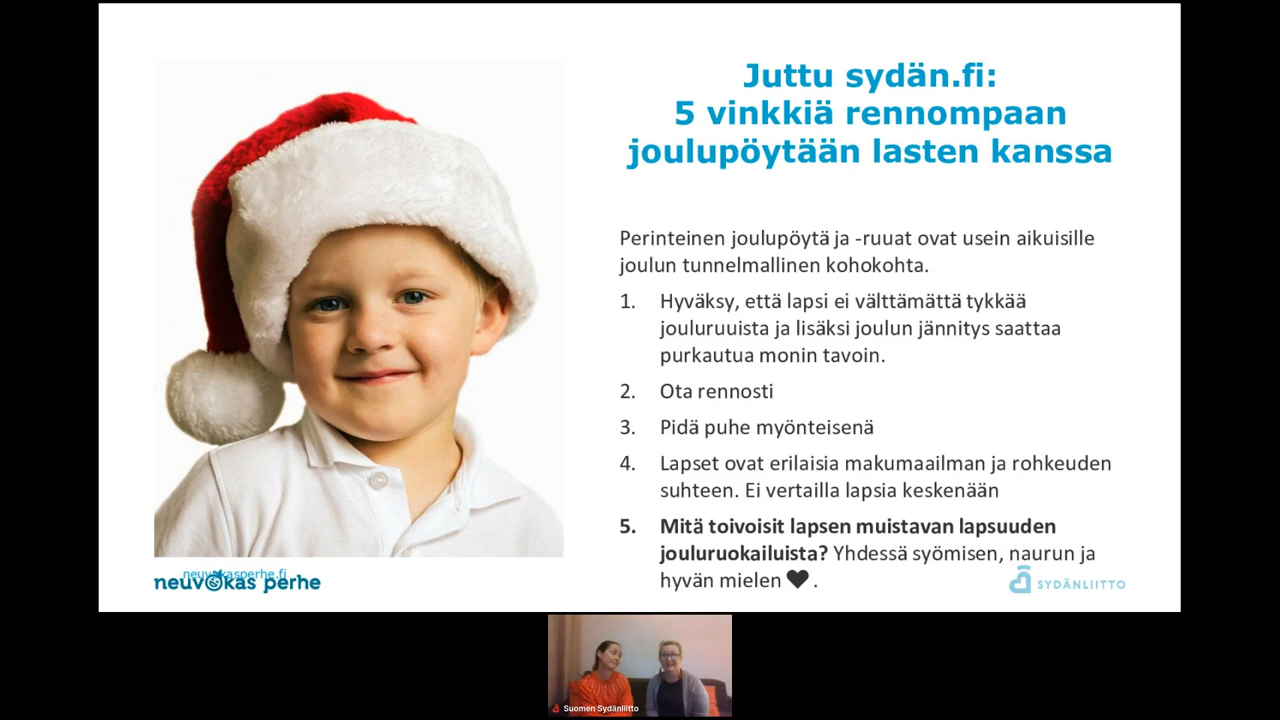 Juttu sydän.fi:
5 vinkkiä rennompaan
joulupöytään lasten kanssa
Perinteinen joulupöytä ja -ruuat ovat usein aikuisille
joulun tunnelmallinen kohokohta.
1. Hyväksy, että lapsi ei välttämättä tykkää
jouluruuista ja lisäksi joulun jännitys saattaa
purkautua monin tavoin.
2. Ota rennosti
3. Pidä puhe myönteisenä
4. Lapset ovat erilaisia makumaailman ja rohkeuden
suhteen. Ei vertailla lapsia keskenään
5. Mitä toivoisit lapsen muistavan lapsuuden
jouluruokailuista? Yhdessä syömisen, naurun ja
hyvän mielen ♥.
neuvokasperhe.fi
neuvokas perhe
SYDÄNLIITTO
Suomen Sydänliitto